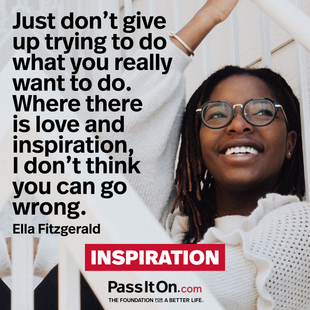 Just don't give
up trying to do
what you really
want to do.
Where there
is love and
inspiration,
I don't think
you can go
wrong.
Ella Fitzgerald
INSPIRATION
PassItOn.com
THE FOUNDATION FOR A BETTER LIFE.